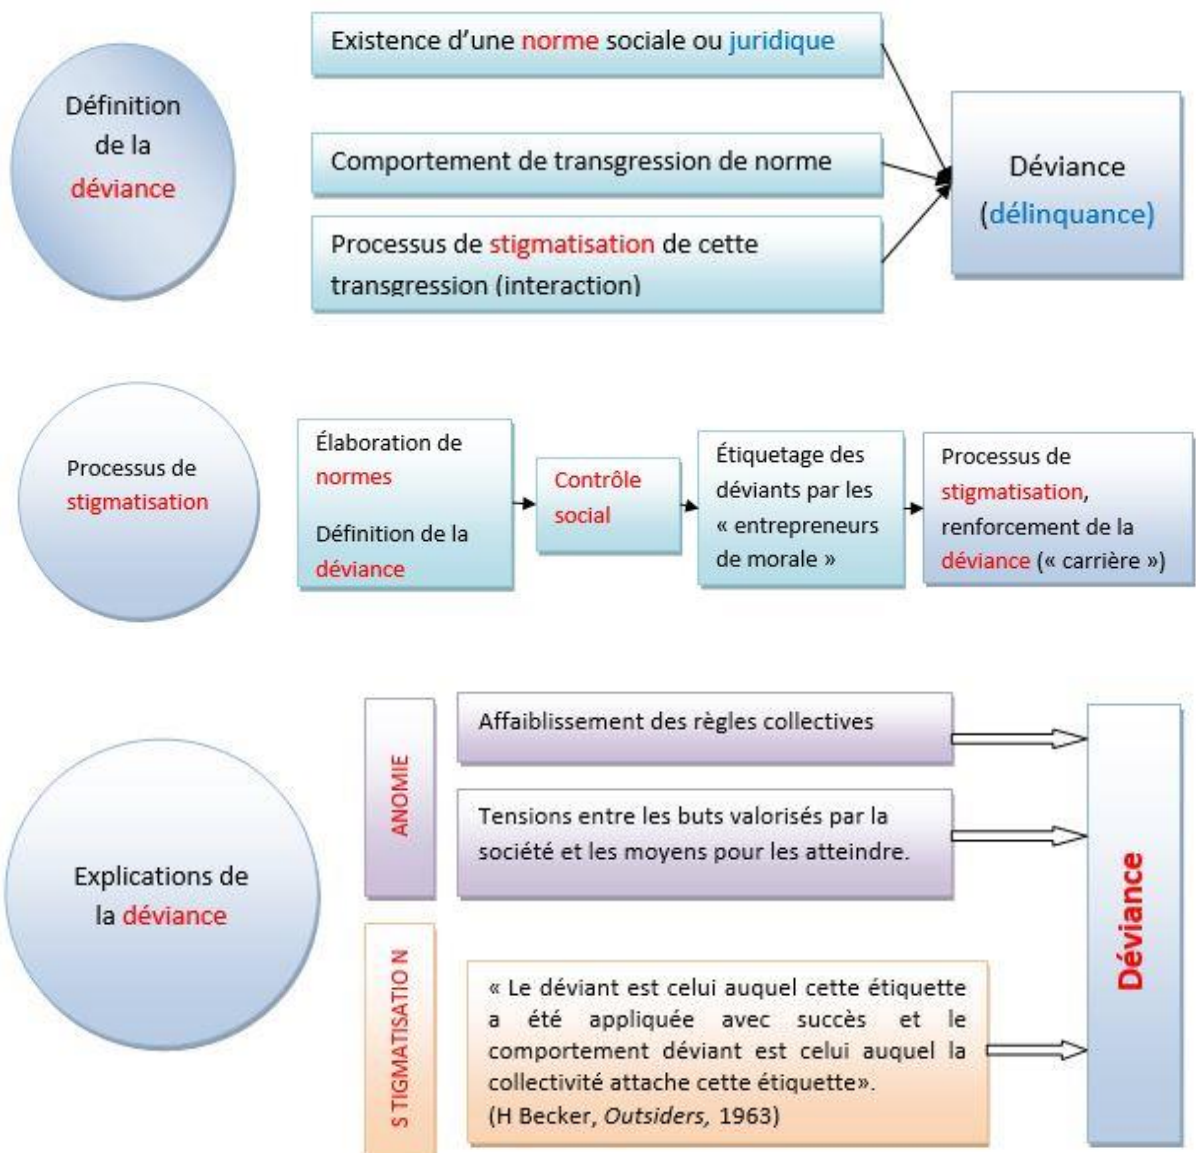 Définition
de la
déviance
Existence d'une norme sociale ou juridique
Comportement de transgression de norme
Processus de stigmatisation de cette
transgression (interaction)
Déviance
(délinquance)
Processus de
stigmatisation
Élaboration de
normes
Définition de la
déviance
Contrôle
social
Étiquetage des
déviants par les
« entrepreneurs
de morale »
Processus de
stigmatisation,
renforcement de la
déviance (« carrière »)
Explications de
la déviance
ANOMIE
Affaiblissement des règles collectives
Tensions entre les buts valorisés par la
société et les moyens pour les atteindre.
S TIGMATISATIO N
« Le déviant est celui auquel cette étiquette
a été appliquée avec succès et le
comportement déviant est celui auquel la
collectivité attache cette étiquette».
(H Becker, Outsiders, 1963)
Déviance